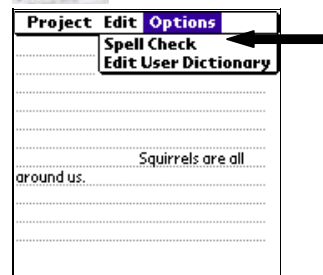 Project Edit Options
Spell Check
Edit User Dictionary
Squirrels are all
around us.